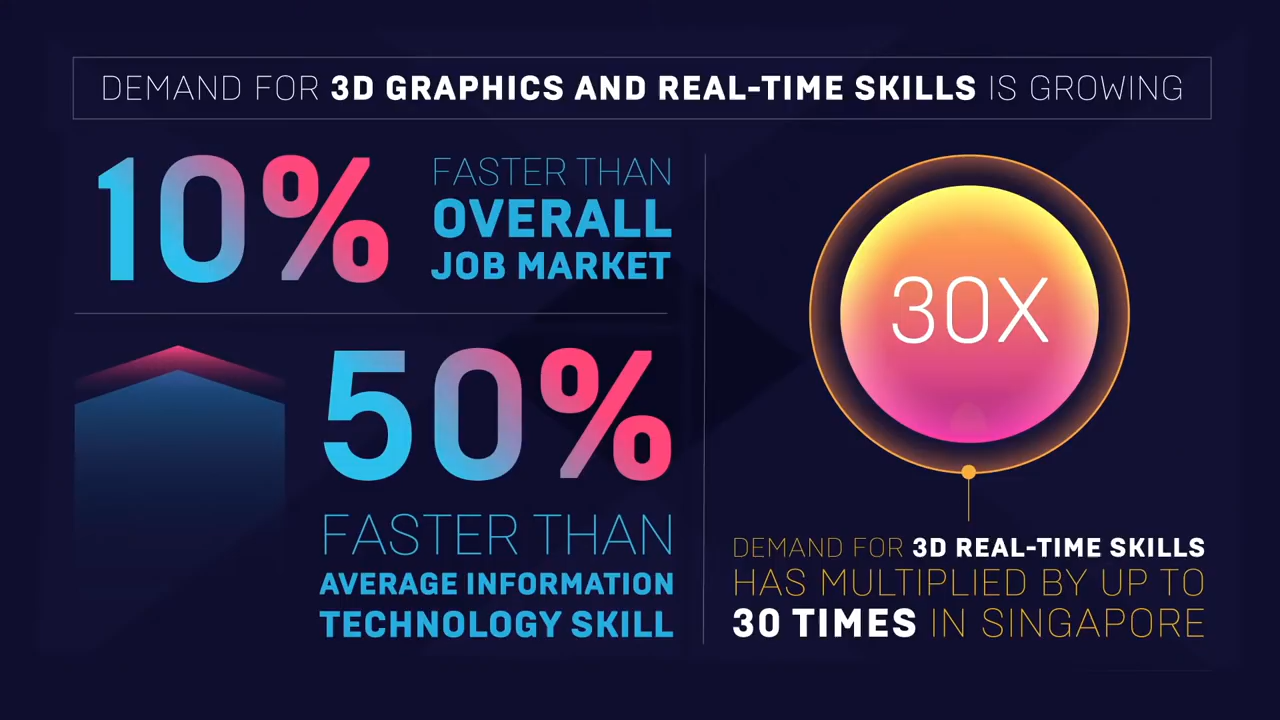 DEMAND FOR 3D GRAPHICS AND REAL-TIME SKILLS IS GROWING
10%
FASTER THAN
OVERALL
JOB MARKET
50%
FASTER THAN
AVERAGE INFORMATION
TECHNOLOGY SKILL
30X
DEMAND FOR 3D REAL-TIME SKILLS
HAS MULTIPLIED BY UP TO
30 TIMES IN SINGAPORE